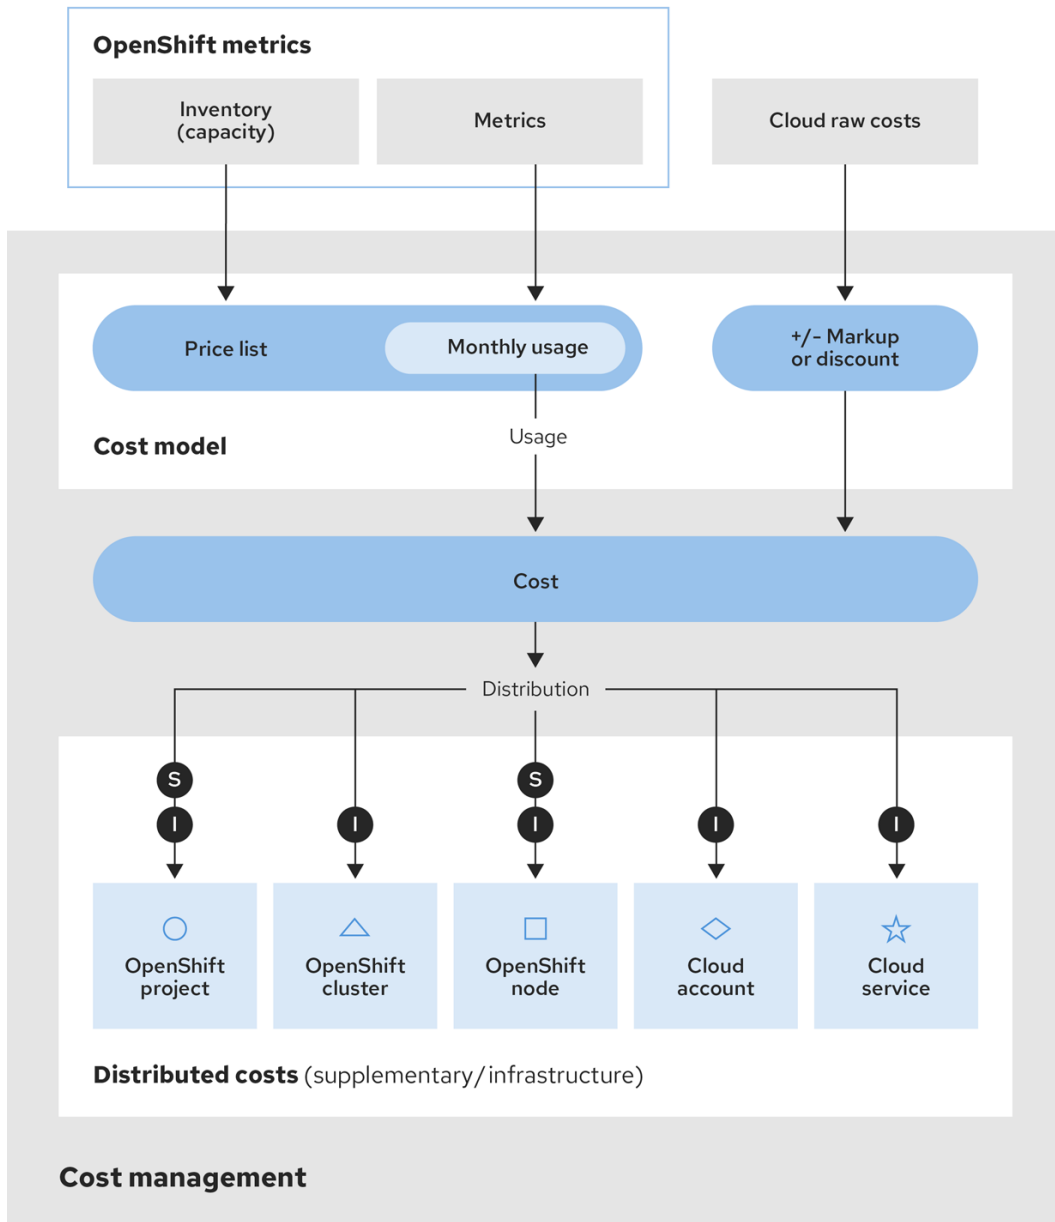 OpenShift metrics
Inventory
(capacity)
Metrics
Cloud raw costs
Price list
Monthly usage
+/- Markup
or discount
Usage
Cost model
Cost
Distribution
S
S
I
I
I
I
I
OpenShift
project
OpenShift
cluster
OpenShift
node
Cloud
account
Cloud
service
Distributed costs (supplementary/infrastructure)
Cost management